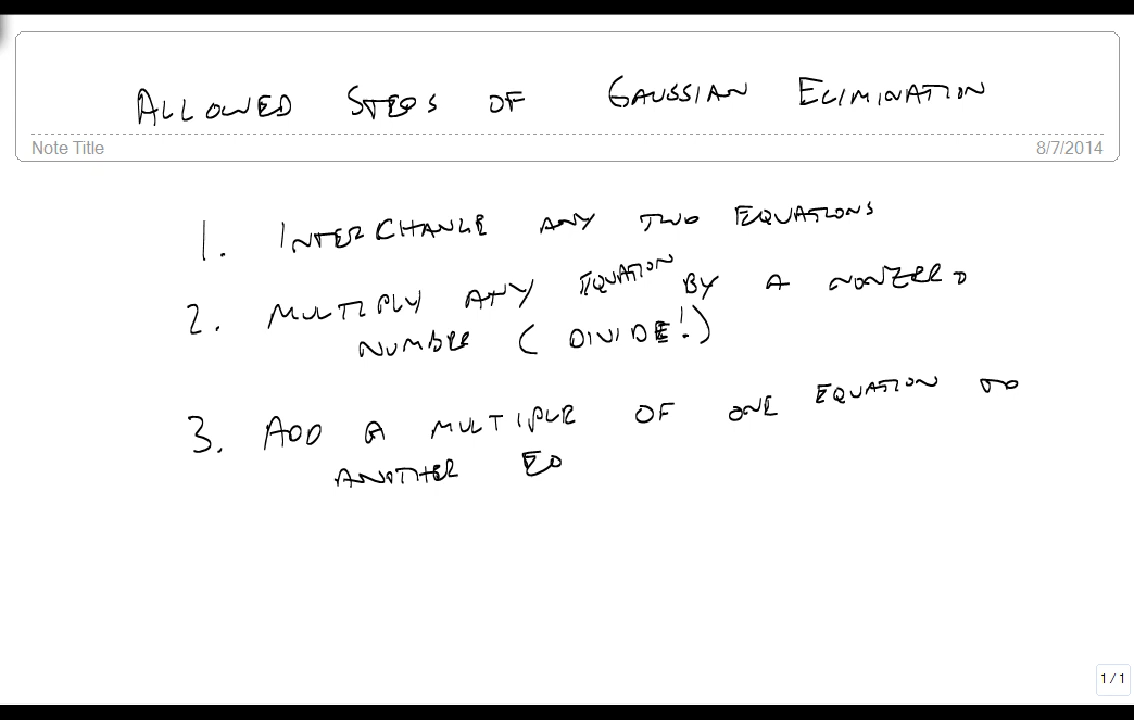 ALLOWED STEPS OF GAUSSIAN ELIMINATION
Note Title 8/7/2014
1. INTERCHANGE ANY TWO EQUATIONS
2. MULTIPLY ANY EQUATION BY A NONZERO
NUMBER (DIVIDE!)
3. ADD A MULTIPLE OF ONE EQUATION TO
ANOTHER EQ
1/1